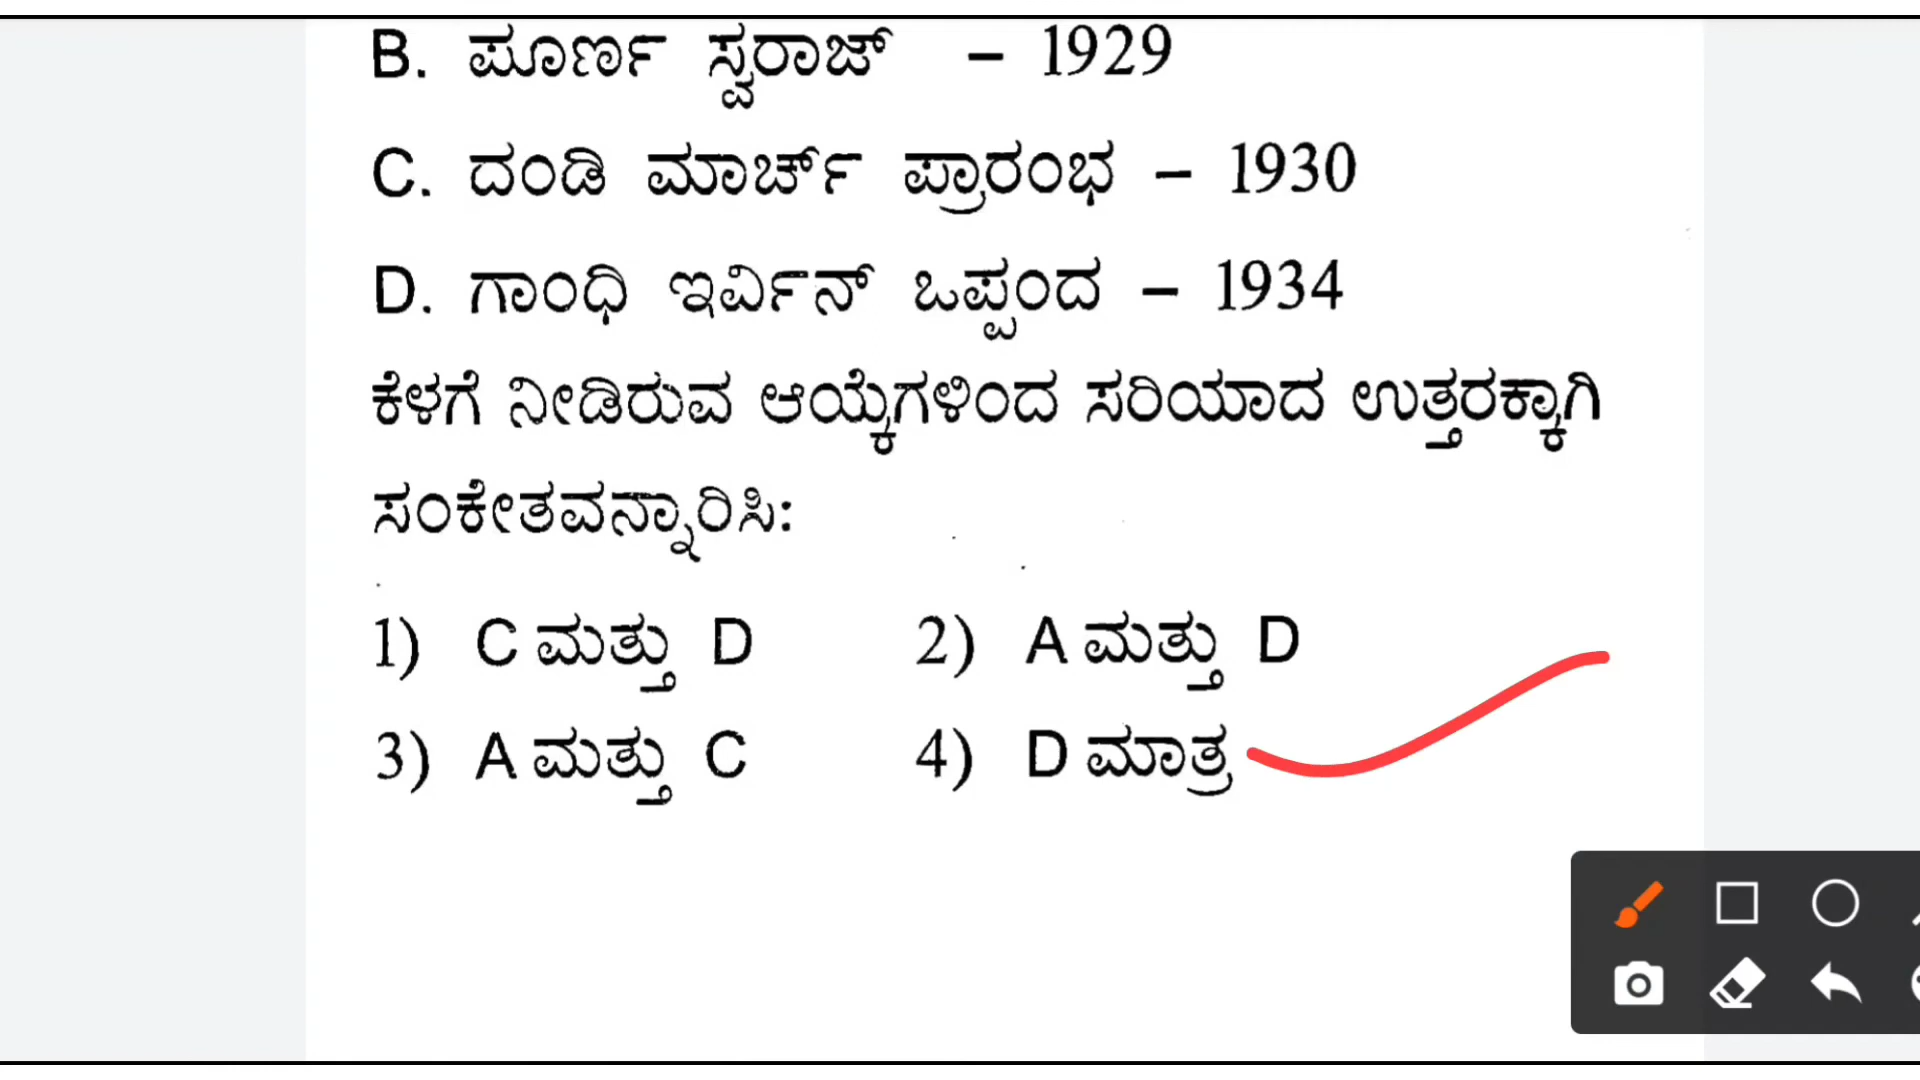 B. ಪೂರ್ಣ ಸ್ವರಾಜ್ – 1929
C. ದಂಡಿ ಮಾರ್ಚ್ ಪ್ರಾರಂಭ – 1930
D. ಗಾಂಧಿ ಇರ್ವಿನ್ ಒಪ್ಪಂದ – 1934
ಕೆಳಗೆ ನೀಡಿರುವ ಆಯ್ಕೆಗಳಿಂದ ಸರಿಯಾದ ಉತ್ತರಕ್ಕಾಗಿ
ಸಂಕೇತವನ್ನಾರಿಸಿ:
1) C ಮತ್ತು D 2) A ಮತ್ತು D
3) A ಮತ್ತು C 4) D ಮಾತ್ರ